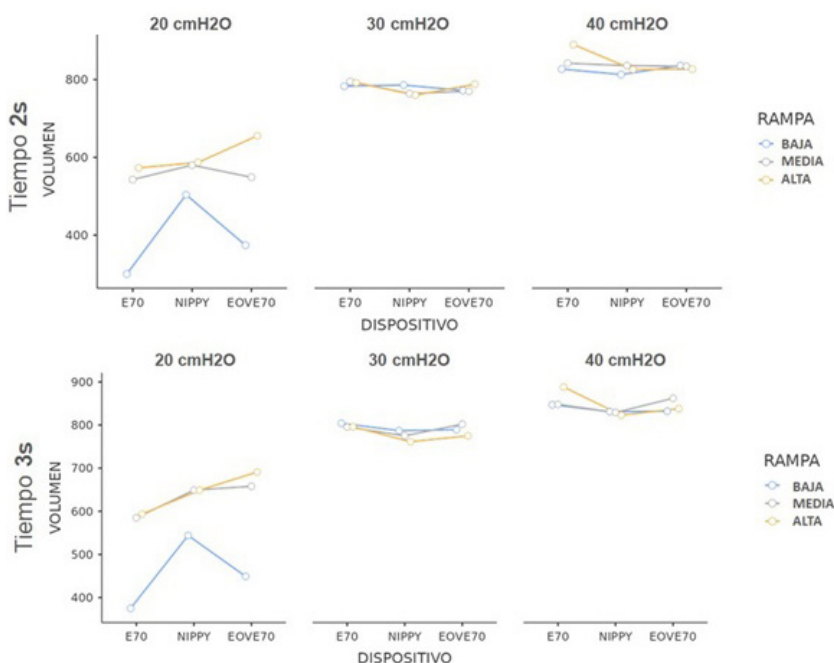 20 cmH2O 30 cmH2O 40 cmH2O
Tiempo 2s
VOLUMEN
800
600
400
E70 NIPPY EOVE70 E70 NIPPY EOVE70 E70 NIPPY EOVE70
DISPOSITIVO
RAMPA
BAJA
MEDIA
ALTA
20 cmH2O 30 cmH2O 40 cmH2O
Tiempo 3s
VOLUMEN
900
800
700
600
500
400
E70 NIPPY EOVE70 E70 NIPPY EOVE70 E70 NIPPY EOVE70
DISPOSITIVO
RAMPA
BAJA
MEDIA
ALTA